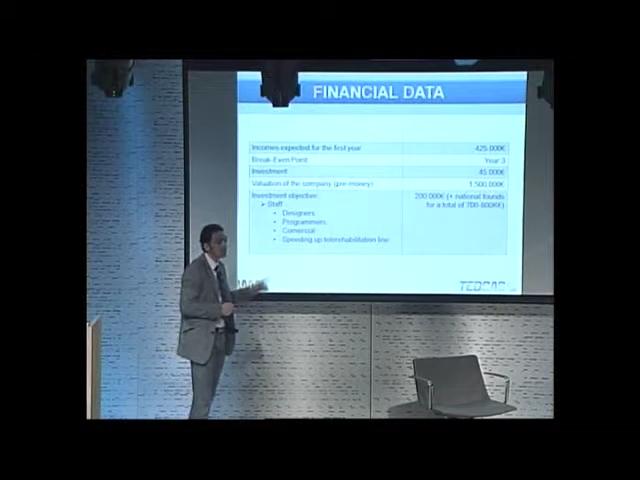 FINANCIAL DATA
Incomes expected for the first year 425.000€
Break-Even Point Year 3
Investment 45.000€
Valuation of the company (pre-money) 1.500.000€
Investment objective: 200.000€ (+ national founds
Staff for a total of 700-800K€)
Designers
Programmers
Comercial
Speeding up telerehabilitation line
TEDCAS